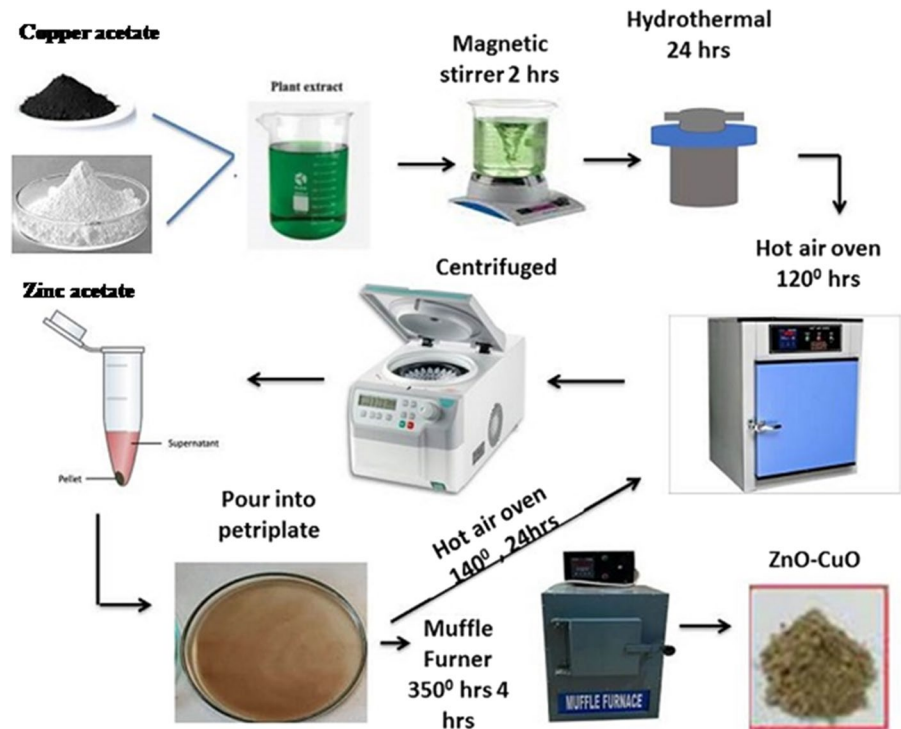 Copper acetate
Plant extract
Magnetic
stirrer 2 hrs
Hydrothermal
24 hrs
Hot air oven
120⁰ hrs
Centrifuged
Zinc acetate
Supernatant
Pellet
Pour into
petriplate
Hot air oven
140⁰ , 24hrs
Muffle
Furner
350⁰ hrs 4
hrs
MUFFLE FURNACE
ZnO-CuO